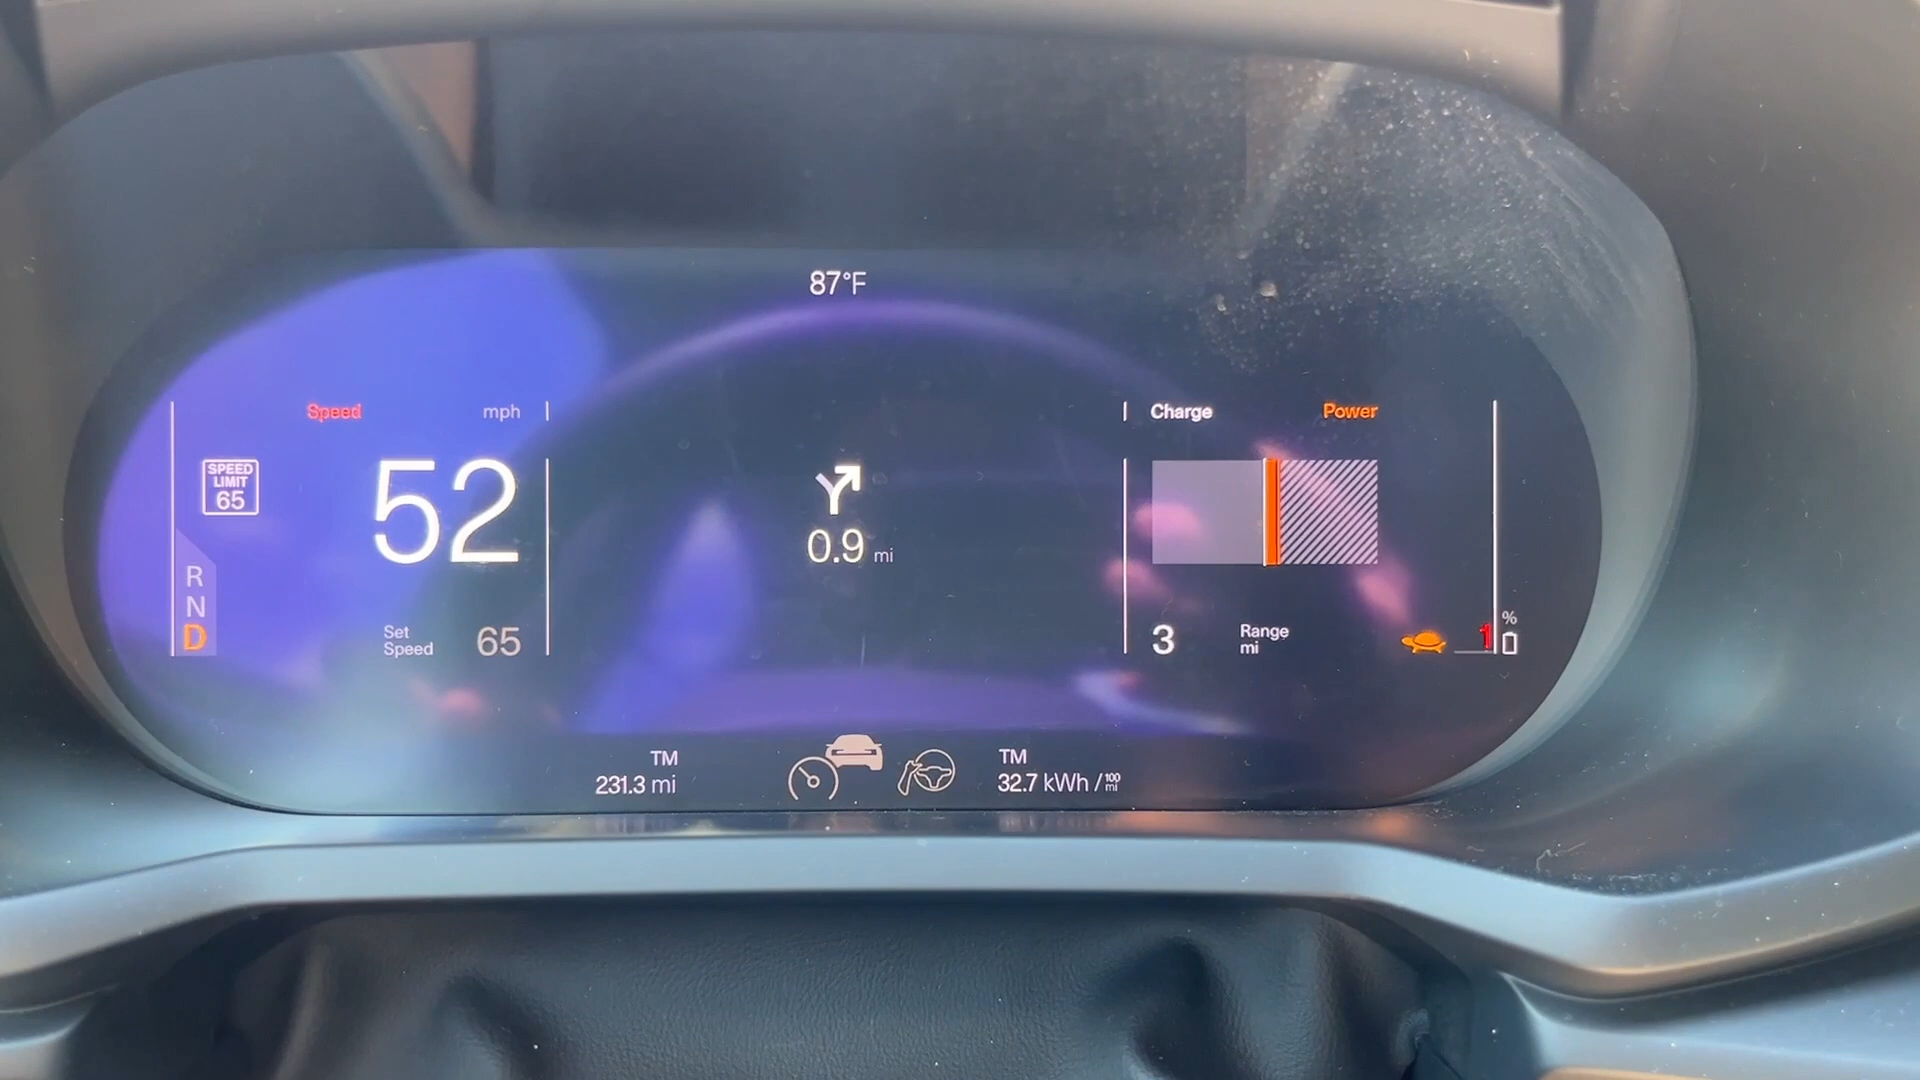 87°F
Speed mph
SPEED
LIMIT
65
52
R
N
D
Set
Speed
65
0.9 mi
Charge Power
3
Range
mi
1
%
TM
231.3 mi
TM
32.7 kWh / 100 mi